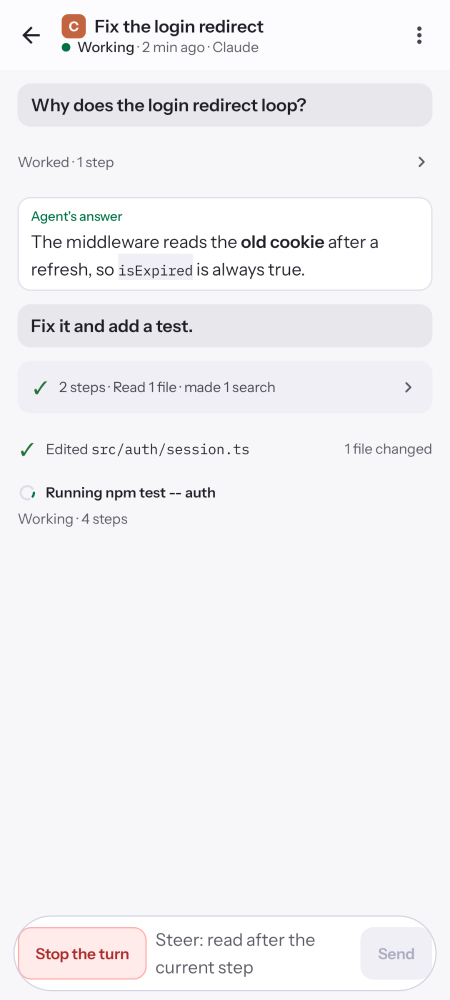 C Fix the login redirect
Working · 2 min ago · Claude
Why does the login redirect loop?
Worked · 1 step
Agent's answer
The middleware reads the old cookie after a
refresh, so isExpired is always true.
Fix it and add a test.
✓ 2 steps · Read 1 file · made 1 search
✓ Edited src/auth/session.ts 1 file changed
Running npm test -- auth
Working · 4 steps
Stop the turn
Steer: read after the
current step
Send